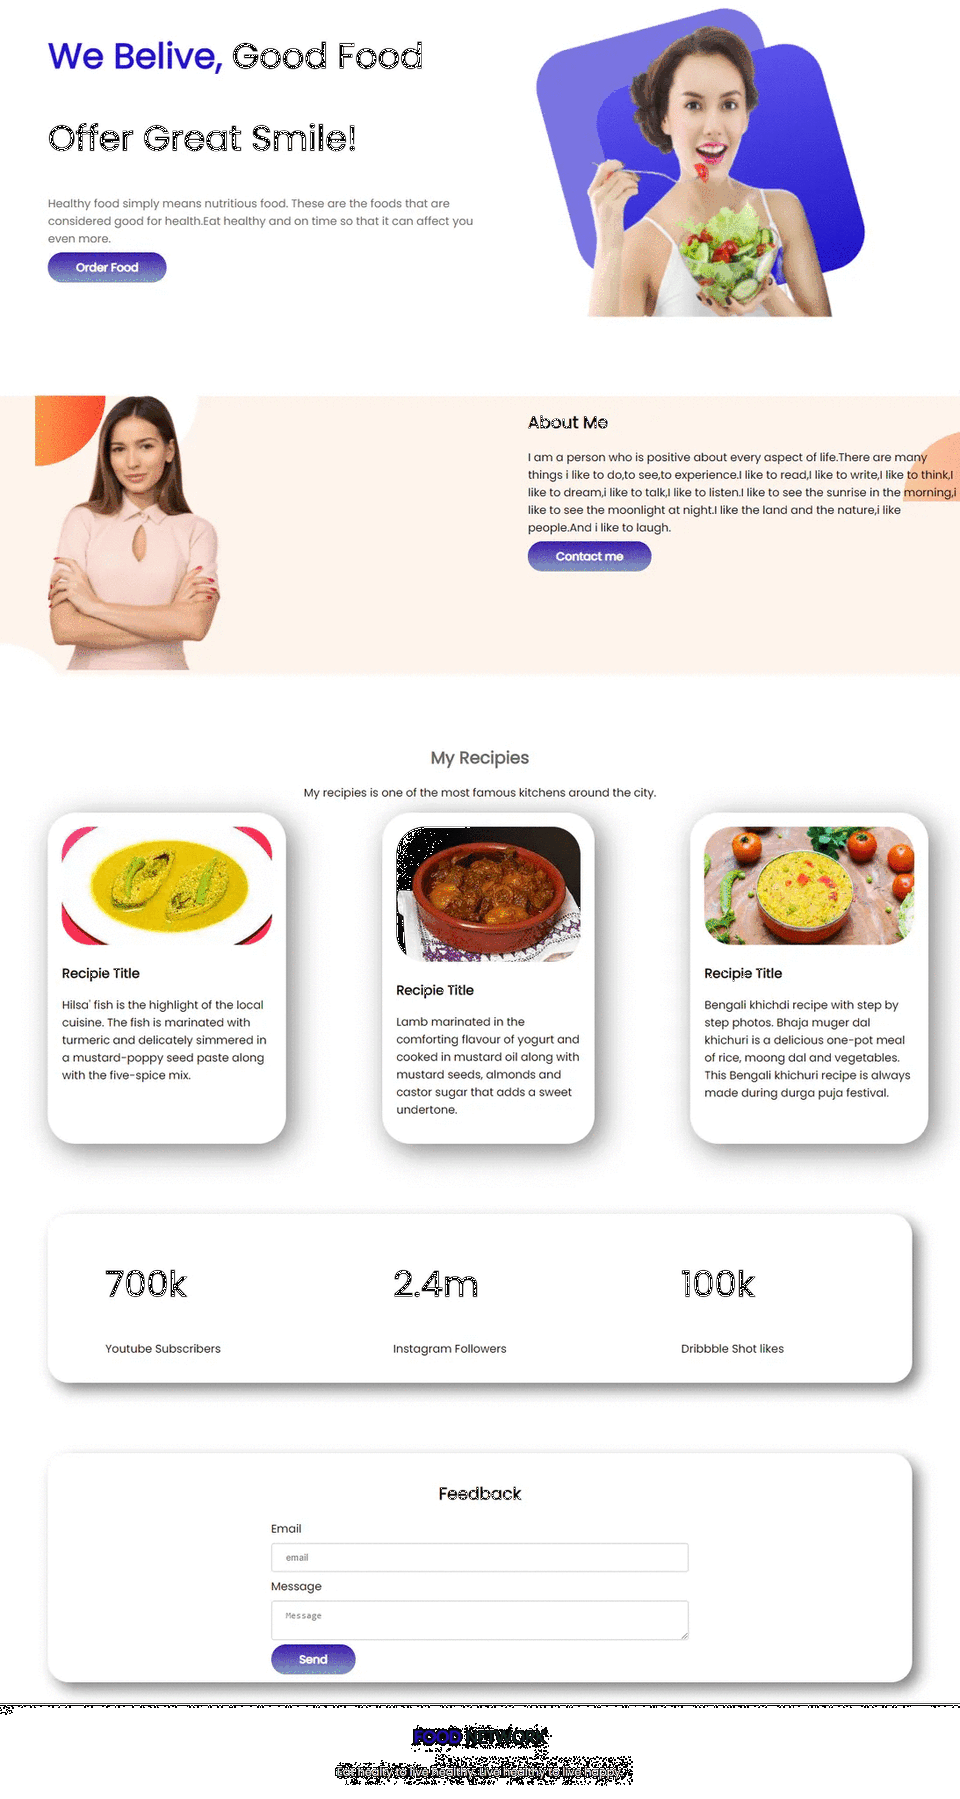 We Belive, Good Food
Offer Great Smile!
Healthy food simply means nutritious food. These are the foods that are
considered good for health.Eat healthy and on time so that it can affect you
even more.
Order Food
About Me
I am a person who is positive about every aspect of life.There are many
things i like to do,to see,to experience.I like to read,I like to write,I like to think,I
like to dream,i like to talk,I like to listen.I like to see the sunrise in the morning,i
like to see the moonlight at night.I like the land and the nature,i like
people.And i like to laugh.
Contact me
My Recipies
My recipies is one of the most famous kitchens around the city.
Recipie Title
Hilsa' fish is the highlight of the local
cuisine. The fish is marinated with
turmeric and delicately simmered in
a mustard-poppy seed paste along
with the five-spice mix.
Recipie Title
Lamb marinated in the
comforting flavour of yogurt and
cooked in mustard oil along with
mustard seeds, almonds and
castor sugar that adds a sweet
undertone.
Recipie Title
Bengali khichdi recipe with step by
step photos. Bhaja muger dal
khichuri is a delicious one-pot meal
of rice, moong dal and vegetables.
This Bengali khichuri recipe is always
made during durga puja festival.
700k
2.4m
100k
Youtube Subscribers
Instagram Followers
Dribbble Shot likes
Feedback
Email
email
Message
Message
Send
FOOD NETWORK
Eat healty to live healthy. Live healthy to live happy.